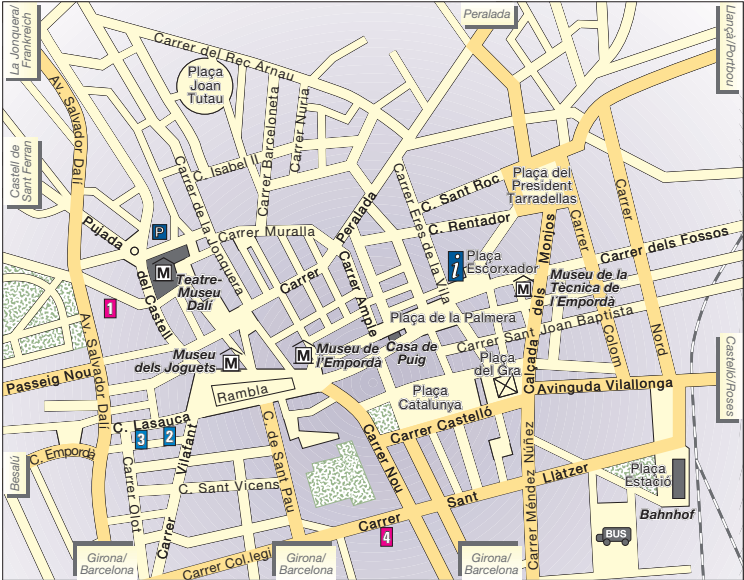 La Jonquera/
Frankreich
Peralada
Llançà/Portbou
Carrer del Rec Arnau
Plaça
Joan
Tutau
Av. Salvador Dalí
Castell de
Sant Ferran
C. Isabel II
Carrer Barceloneta
Carrer Nuria
Carrer de la Jonquera
Carrer Eres de la Vila
C. Sant Roc
Plaça del
President
Tarradellas
Carrer
Nord
Carrer
Colom
Pujada
del Castell
P
Carrer Muralla
Carrer
Peralada
C. Rentador
Carrer dels Fossos
M
Teatre-
Museu
Dalí
Carrer Ample
i
Plaça
Escorxador
Calçada dels Monjos
M
Museu de la
Tècnica de
l'Empordà
1
Plaça de la Palmera
Carrer Sant Joan Baptista
Av. Salvador Dalí
Museu
dels Joguets
M
M
Museu de
l'Empordà
Casa de
Puig
Plaça
del Gra
Castelló/Roses
Passeig Nou
Rambla
Plaça
Catalunya
Avinguda Vilallonga
C. Lasauca
3
2
Carrer Castelló
C. Empordà
Besalú
Carrer Olot
Carrer Vilafant
C. de Sant Pau
Carrer Nou
Carrer Méndez Núñez
C. Sant Vicens
Plaça
Estació
Carrer Sant Llàtzer
Bahnhof
BUS
4
Carrer Col.legi
Girona/
Barcelona
Girona/
Barcelona
Girona/
Barcelona